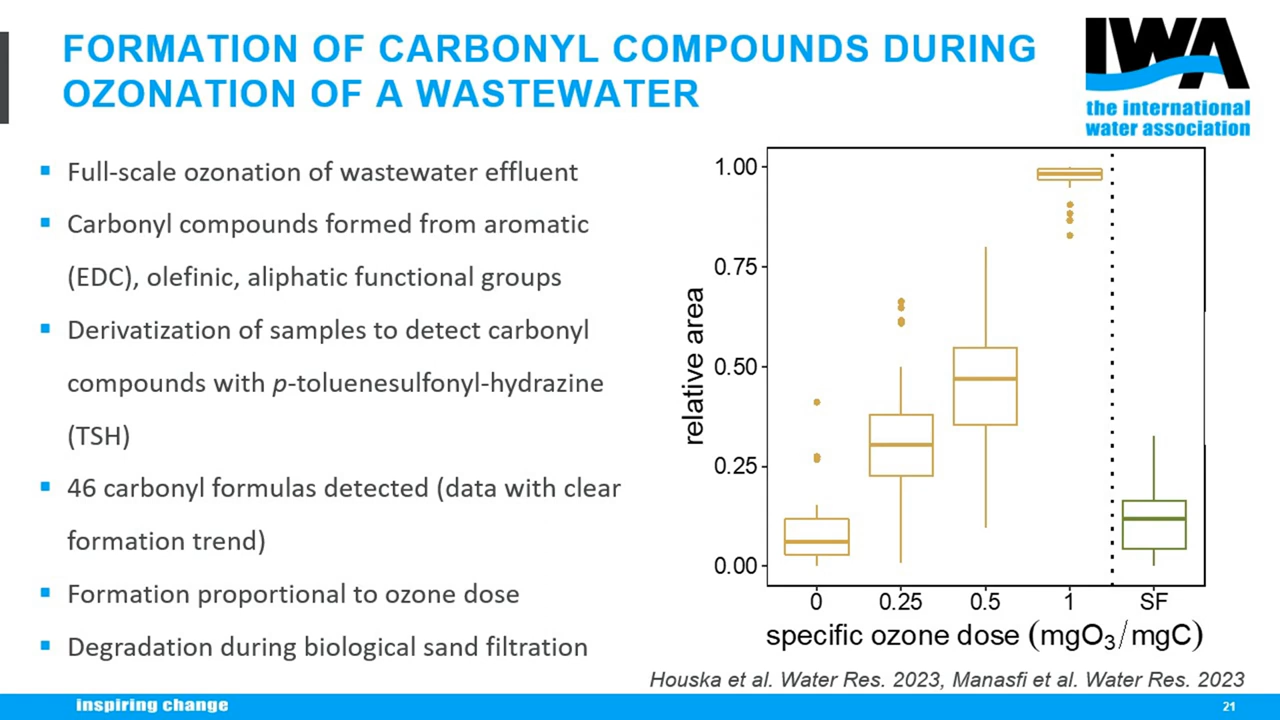 FORMATION OF CARBONYL COMPOUNDS DURING
OZONATION OF A WASTEWATER
IWA
the international
water association
Full-scale ozonation of wastewater effluent
Carbonyl compounds formed from aromatic
(EDC), olefinic, aliphatic functional groups
Derivatization of samples to detect carbonyl
compounds with p-toluenesulfonyl-hydrazine
(TSH)
46 carbonyl formulas detected (data with clear
formation trend)
Formation proportional to ozone dose
Degradation during biological sand filtration
relative area
1.00
0.75
0.50
0.25
0.00
0 0.25 0.5 1 SF
specific ozone dose (mgO₃/mgC)
Houska et al. Water Res. 2023, Manasfi et al. Water Res. 2023
inspiring change
21